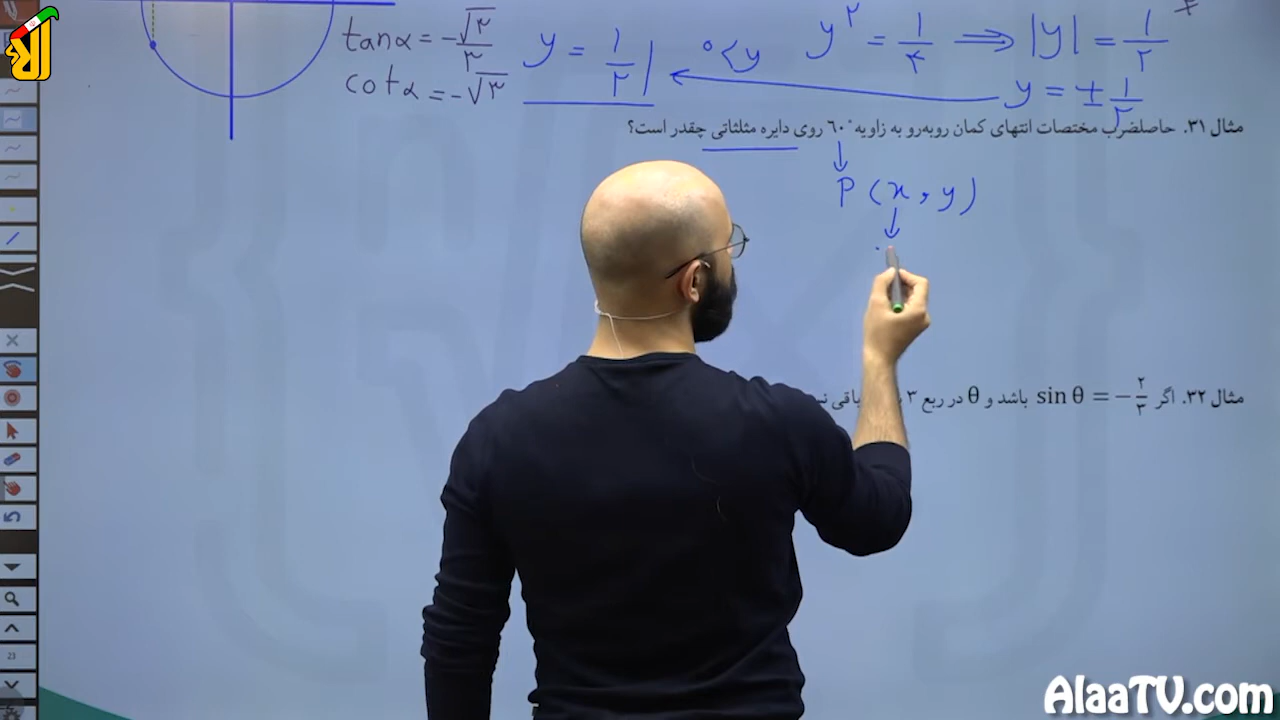 tanα = -√۳/۳
cotα = -√۳
y = ۱/۲
۰<y
y۲ = ۱/۴ ⟹ |y| = ۱/۲
y = ±۱/۲
مثال ۳۱. حاصلضرب مختصات انتهای کمان روبه‌رو به زاویه ۶۰° روی دایره مثلثاتی چقدر است؟
P (x, y)
مثال ۳۲. اگر sin θ = -۲/۳ باشد و θ در ربع ۳
23
AlaaTV.com